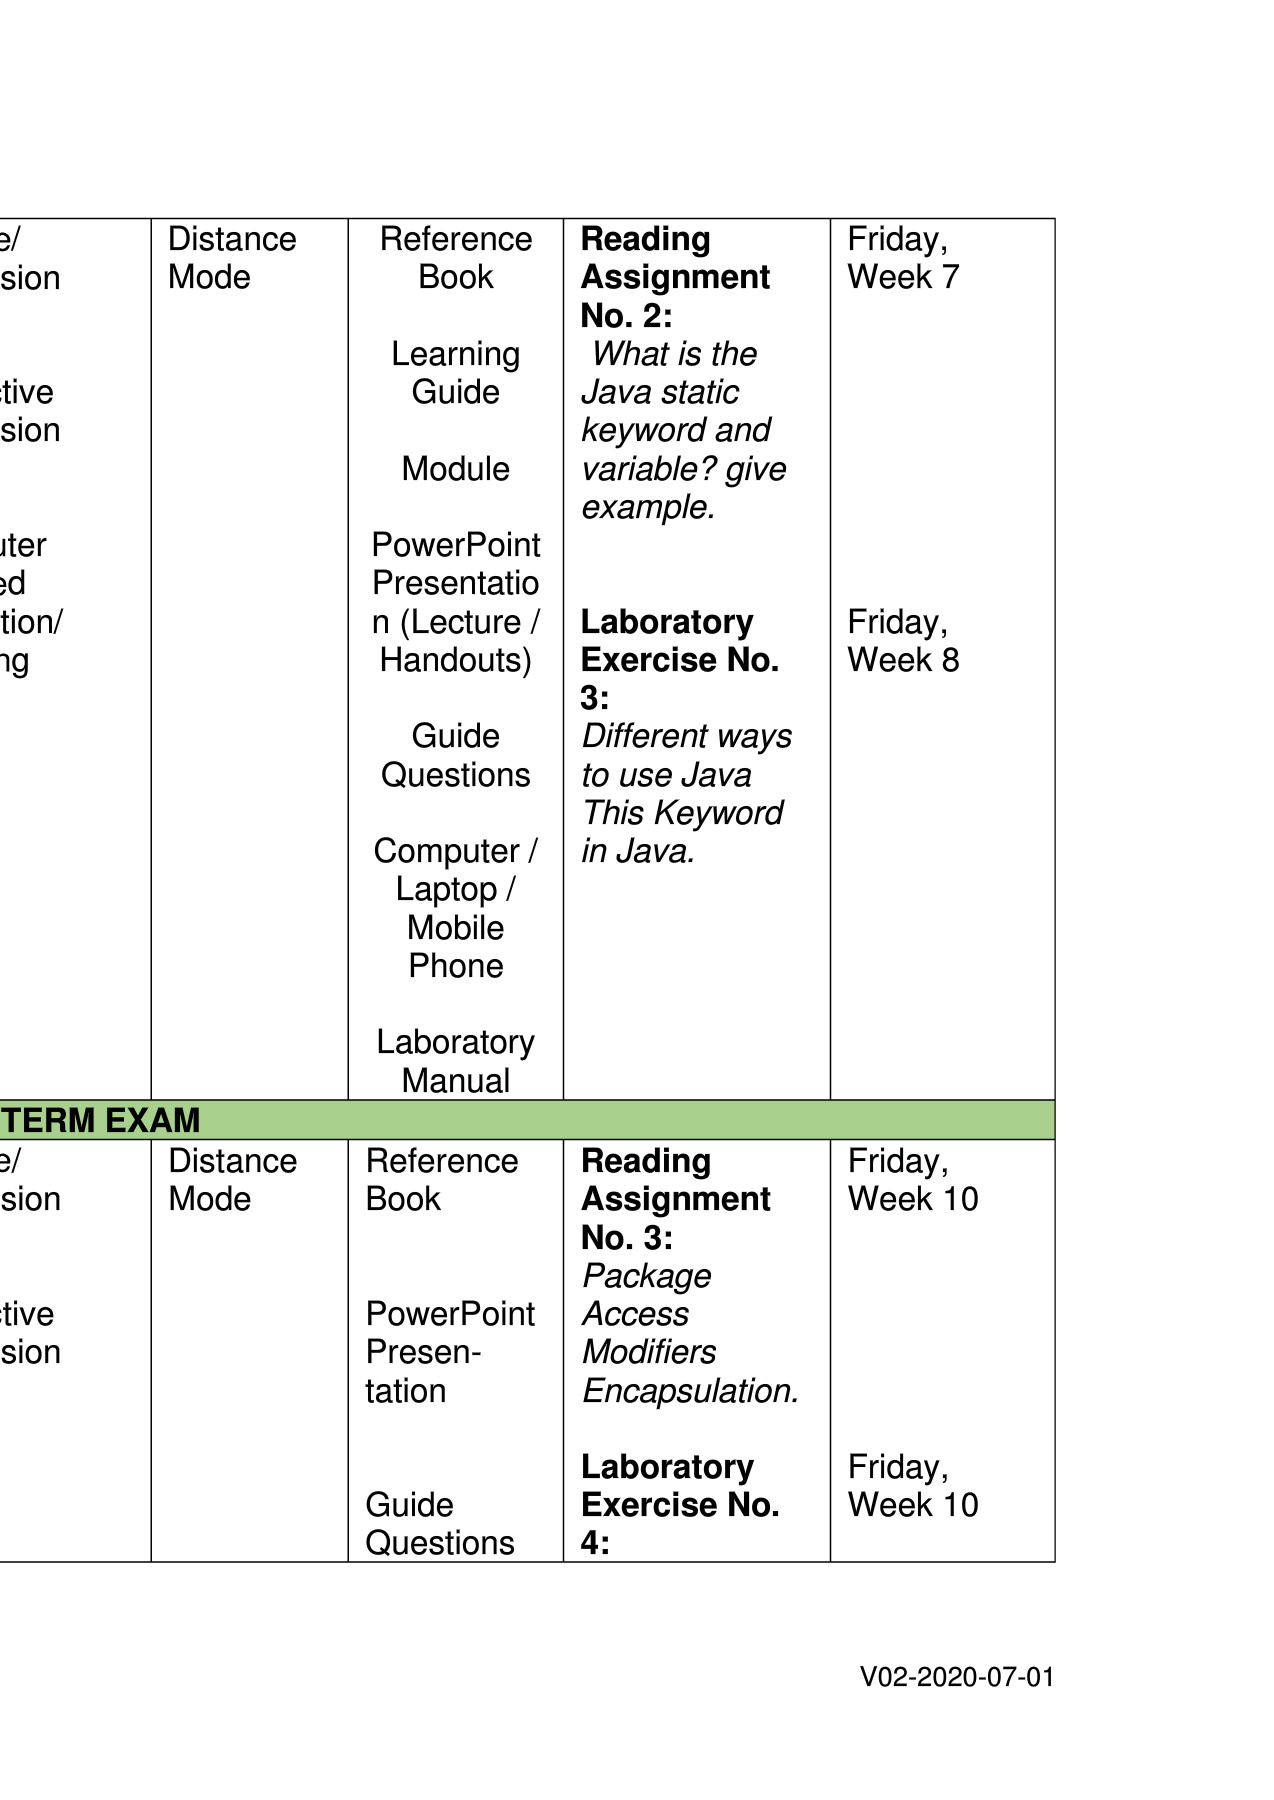 e/
sion
ctive
sion
uter
ed
tion/
ng
Distance
Mode
Reference
Book
Learning
Guide
Module
PowerPoint
Presentatio
n (Lecture /
Handouts)
Guide
Questions
Computer /
Laptop /
Mobile
Phone
Laboratory
Manual
Reading
Assignment
No. 2:
What is the
Java static
keyword and
variable? give
example.
Laboratory
Exercise No.
3:
Different ways
to use Java
This Keyword
in Java.
Friday,
Week 7
Friday,
Week 8
TERM EXAM
e/
sion
ctive
sion
Distance
Mode
Reference
Book
PowerPoint
Presen-
tation
Guide
Questions
Reading
Assignment
No. 3:
Package
Access
Modifiers
Encapsulation.
Laboratory
Exercise No.
4:
Friday,
Week 10
Friday,
Week 10
V02-2020-07-01